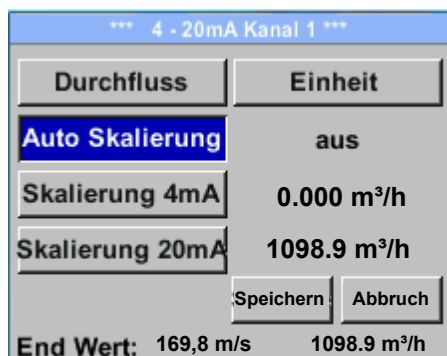 *** 4 - 20mA Kanal 1 ***
Durchfluss Einheit
Auto Skalierung aus
Skalierung 4mA 0.000 m³/h
Skalierung 20mA 1098.9 m³/h
Speichern Abbruch
End Wert: 169,8 m/s 1098.9 m³/h